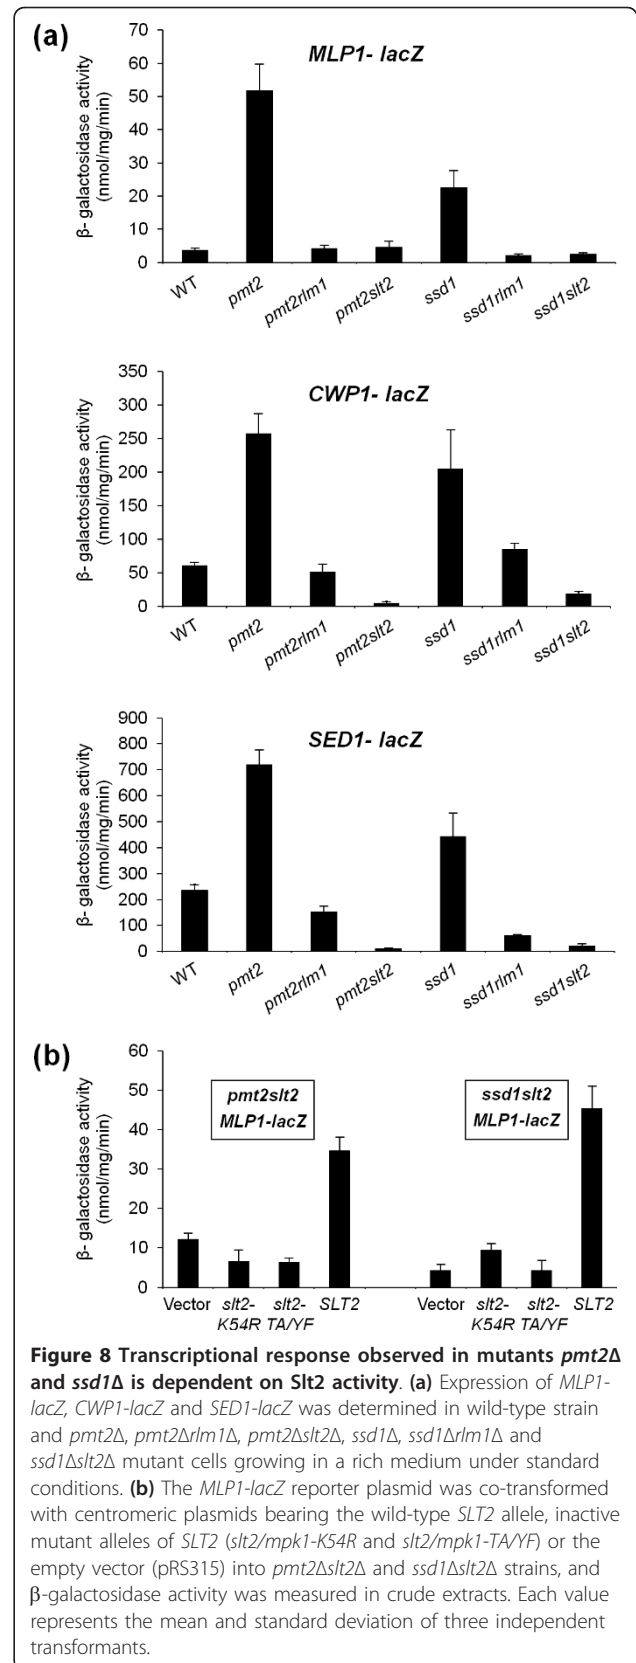 (a)
MLP1- lacZ
β- galactosidase activity
(nmol/mg/min)
70
60
50
40
30
20
10
0
WT pmt2 pmt2rlm1 pmt2slt2 ssd1 ssd1rlm1 ssd1slt2
CWP1- lacZ
β- galactosidase activity
(nmol/mg/min)
350
300
250
200
150
100
50
0
WT pmt2 pmt2rlm1 pmt2slt2 ssd1 ssd1rlm1 ssd1slt2
SED1- lacZ
β- galactosidase activity
(nmol/mg/min)
900
800
700
600
500
400
300
200
100
0
WT pmt2 pmt2rlm1 pmt2slt2 ssd1 ssd1rlm1 ssd1slt2
(b)
β- galactosidase activity
(nmol/mg/min)
60
50
40
30
20
10
0
pmt2slt2
MLP1-lacZ
ssd1slt2
MLP1-lacZ
Vector slt2- slt2- SLT2 Vector slt2- slt2- SLT2
K54R TA/YF K54R TA/YF
Figure 8 Transcriptional response observed in mutants pmt2Δ
and ssd1Δ is dependent on Slt2 activity. (a) Expression of MLP1-
lacZ, CWP1-lacZ and SED1-lacZ was determined in wild-type strain
and pmt2Δ, pmt2Δrlm1Δ, pmt2Δslt2Δ, ssd1Δ, ssd1Δrlm1Δ and
ssd1Δslt2Δ mutant cells growing in a rich medium under standard
conditions. (b) The MLP1-lacZ reporter plasmid was co-transformed
with centromeric plasmids bearing the wild-type SLT2 allele, inactive
mutant alleles of SLT2 (slt2/mpk1-K54R and slt2/mpk1-TA/YF) or the
empty vector (pRS315) into pmt2Δslt2Δ and ssd1Δslt2Δ strains, and
β-galactosidase activity was measured in crude extracts. Each value
represents the mean and standard deviation of three independent
transformants.